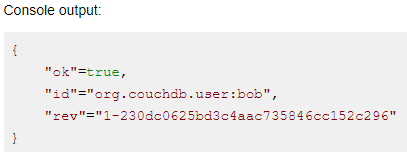 Console output:
{
"ok"=true,
"id"="org.couchdb.user:bob",
"rev"="1-230dc0625bd3c4aac735846cc152c296"
}